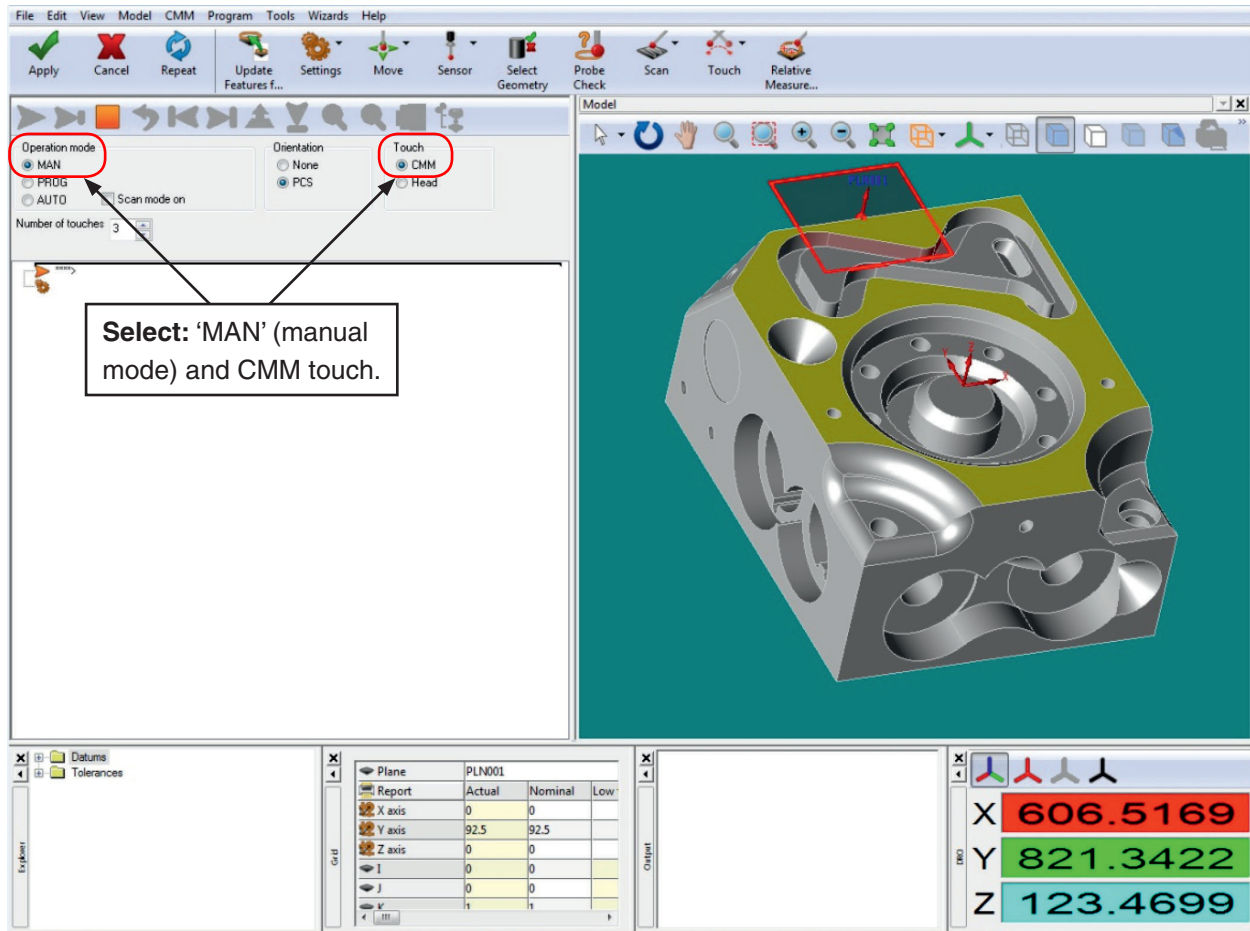 File Edit View Model CMM Program Tools Wizards Help
Apply Cancel Repeat Update Features f... Settings Move Sensor Select Geometry Probe Check Scan Touch Relative Measure...
Model
Operation mode
MAN
PROG
AUTO
Scan mode on
Orientation
None
PCS
Touch
CMM
Head
Number of touches 3
Select: ‘MAN’ (manual
mode) and CMM touch.
PLN001
Y Z X
Explorer
Datums
Tolerances
Grid
Plane PLN001
Report Actual Nominal Low
X axis 0 0
Y axis 92.5 92.5
Z axis 0 0
I 0 0
J 0 0
K 1 1
Output
DRO
X 606.5169
Y 821.3422
Z 123.4699